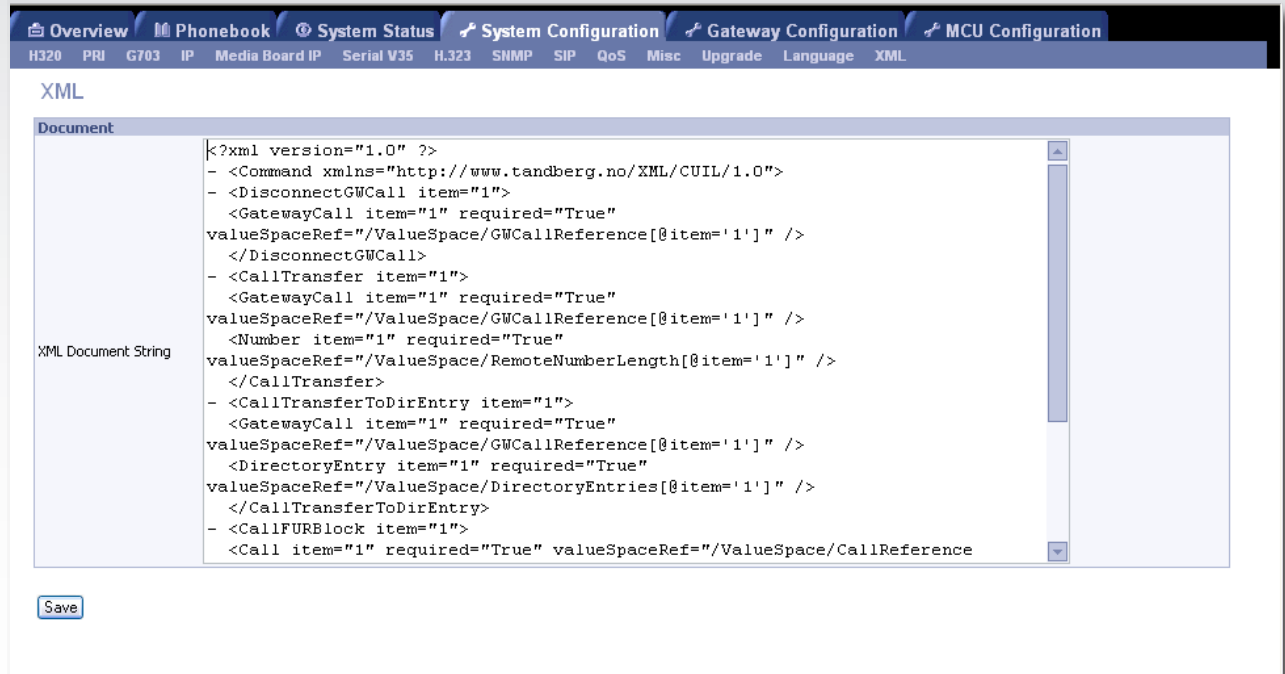 Overview Phonebook System Status System Configuration Gateway Configuration MCU Configuration
H320 PRI G703 IP Media Board IP Serial V35 H.323 SNMP SIP QoS Misc Upgrade Language XML
XML
Document
XML Document String
<?xml version="1.0" ?>
- <Command xmlns="http://www.tandberg.no/XML/CUIL/1.0">
- <DisconnectGWCall item="1">
<GatewayCall item="1" required="True"
valueSpaceRef="/ValueSpace/GWCallReference[@item='1']" />
</DisconnectGWCall>
- <CallTransfer item="1">
<GatewayCall item="1" required="True"
valueSpaceRef="/ValueSpace/GWCallReference[@item='1']" />
<Number item="1" required="True"
valueSpaceRef="/ValueSpace/RemoteNumberLength[@item='1']" />
</CallTransfer>
- <CallTransferToDirEntry item="1">
<GatewayCall item="1" required="True"
valueSpaceRef="/ValueSpace/GWCallReference[@item='1']" />
<DirectoryEntry item="1" required="True"
valueSpaceRef="/ValueSpace/DirectoryEntries[@item='1']" />
</CallTransferToDirEntry>
- <CallFURBlock item="1">
<Call item="1" required="True" valueSpaceRef="/ValueSpace/CallReference
Save